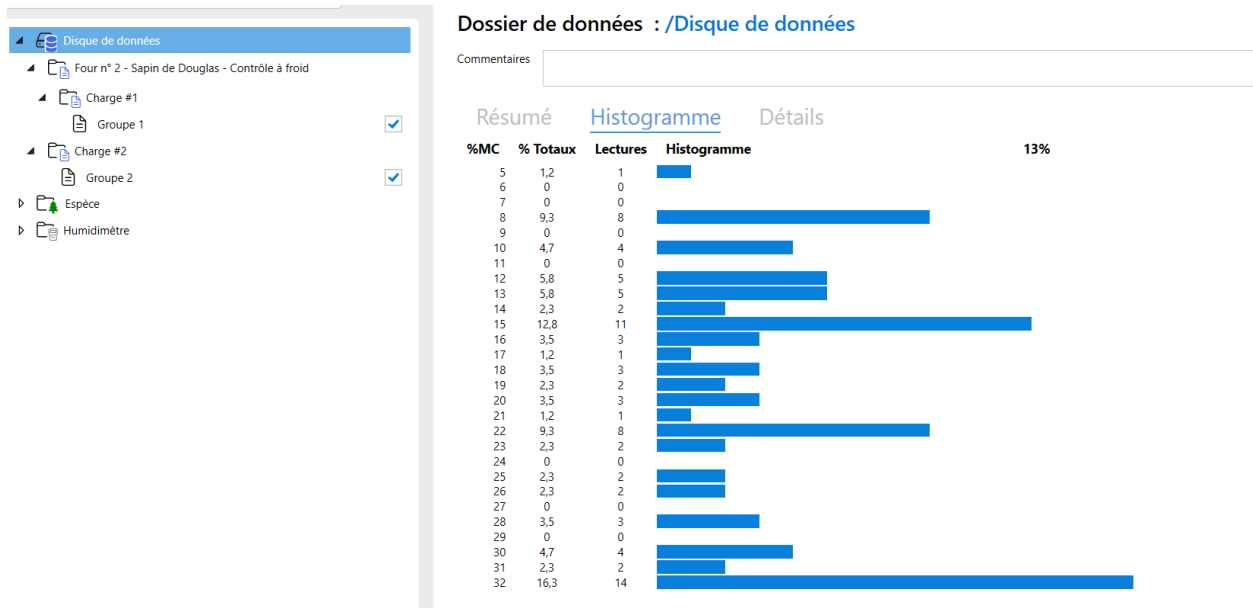 Disque de données
Four n° 2 - Sapin de Douglas - Contrôle à froid
Charge #1
Groupe 1
Charge #2
Groupe 2
Espèce
Humidimètre
Dossier de données : /Disque de données
Commentaires
Résumé Histogramme Détails
%MC % Totaux Lectures Histogramme 13%
5 1,2 1
6 0 0
7 0 0
8 9,3 8
9 0 0
10 4,7 4
11 0 0
12 5,8 5
13 5,8 5
14 2,3 2
15 12,8 11
16 3,5 3
17 1,2 1
18 3,5 3
19 2,3 2
20 3,5 3
21 1,2 1
22 9,3 8
23 2,3 2
24 0 0
25 2,3 2
26 2,3 2
27 0 0
28 3,5 3
29 0 0
30 4,7 4
31 2,3 2
32 16,3 14